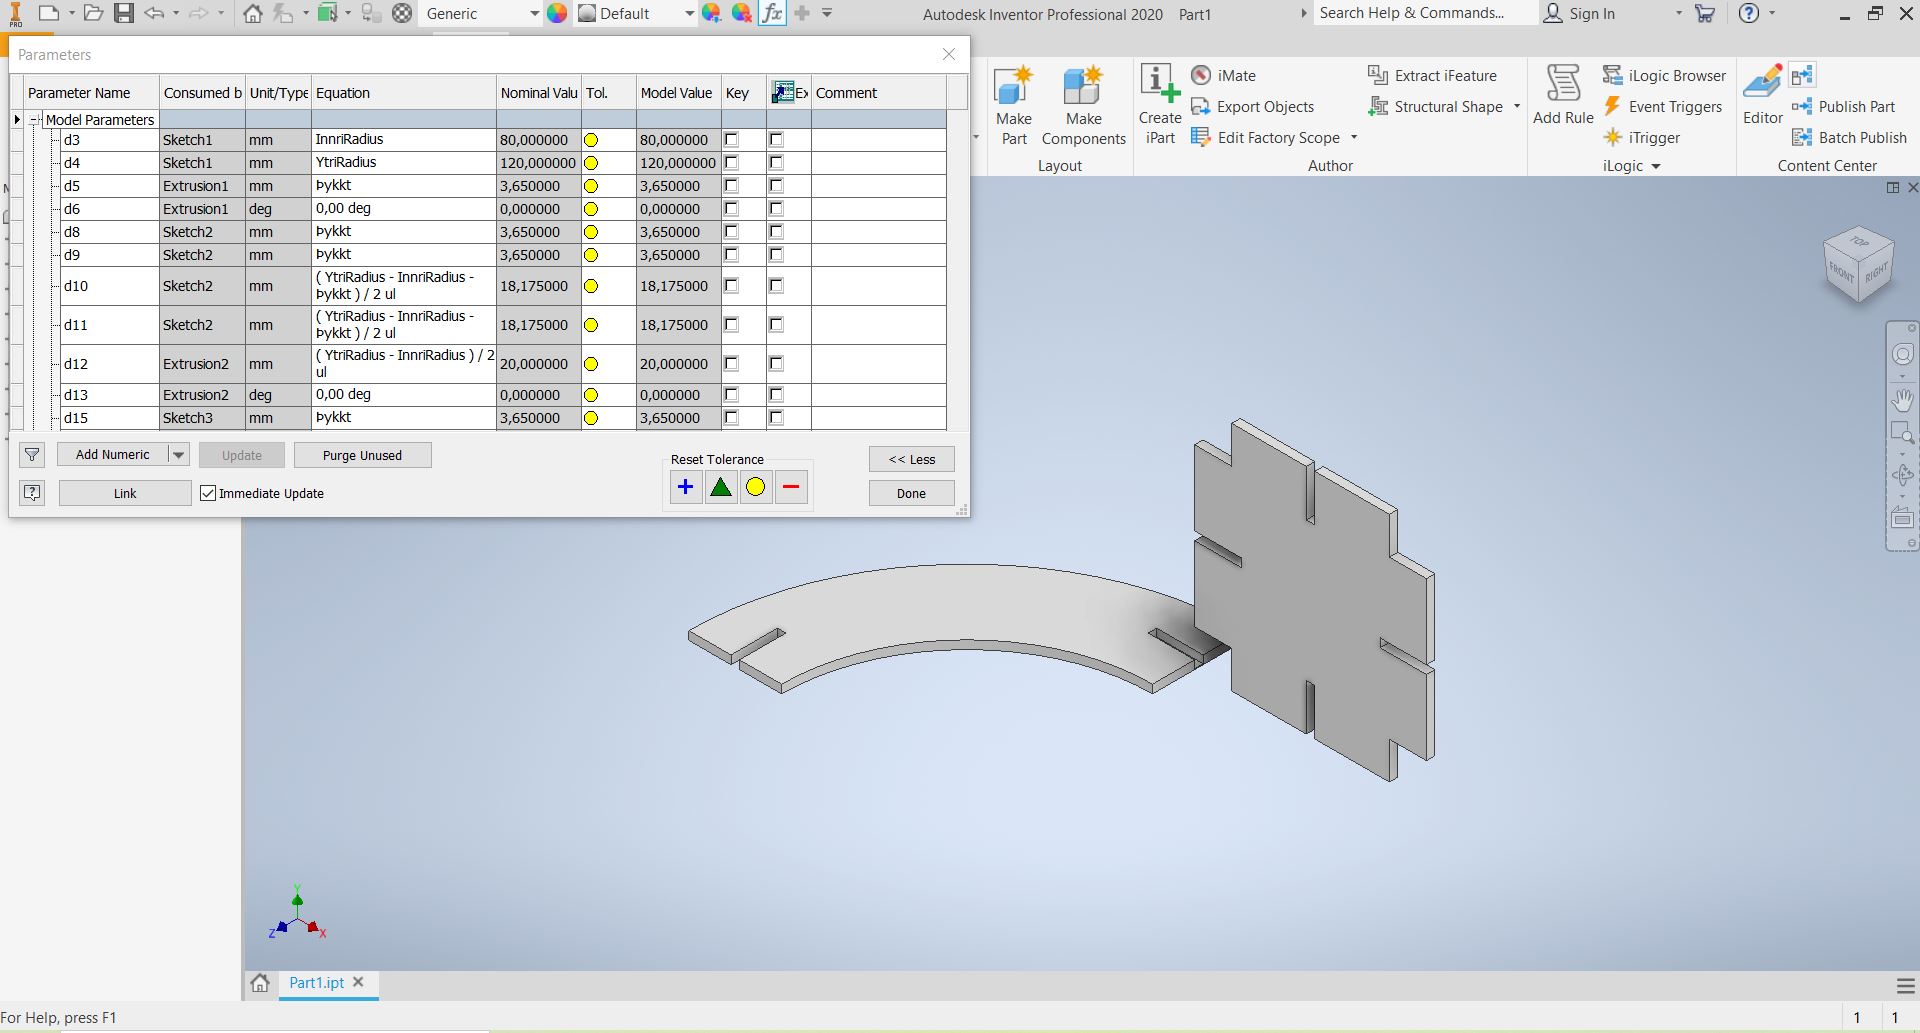 PRO
Generic
Default
fx
Autodesk Inventor Professional 2020 Part1
Search Help & Commands...
Sign In
Parameters
Parameter Name Consumed b Unit/Type Equation Nominal Valu Tol. Model Value Key Ex Comment
Model Parameters
d3 Sketch1 mm InnriRadius 80,000000 80,000000
d4 Sketch1 mm YtriRadius 120,000000 120,000000
d5 Extrusion1 mm Þykkt 3,650000 3,650000
d6 Extrusion1 deg 0,00 deg 0,000000 0,000000
d8 Sketch2 mm Þykkt 3,650000 3,650000
d9 Sketch2 mm Þykkt 3,650000 3,650000
d10 Sketch2 mm ( YtriRadius - InnriRadius -
Þykkt ) / 2 ul 18,175000 18,175000
d11 Sketch2 mm ( YtriRadius - InnriRadius -
Þykkt ) / 2 ul 18,175000 18,175000
d12 Extrusion2 mm ( YtriRadius - InnriRadius ) / 2
ul 20,000000 20,000000
d13 Extrusion2 deg 0,00 deg 0,000000 0,000000
d15 Sketch3 mm Þykkt 3,650000 3,650000
Add Numeric
Update
Purge Unused
Reset Tolerance
<< Less
Link
Immediate Update
Done
Make
Part
Make
Components
Layout
Create
iPart
iMate
Export Objects
Edit Factory Scope
Extract iFeature
Structural Shape
Author
Add Rule
iLogic Browser
Event Triggers
iTrigger
iLogic
Editor
Publish Part
Batch Publish
Content Center
TOP
FRONT
RIGHT
Y
Z
X
Part1.ipt
For Help, press F1
1 1